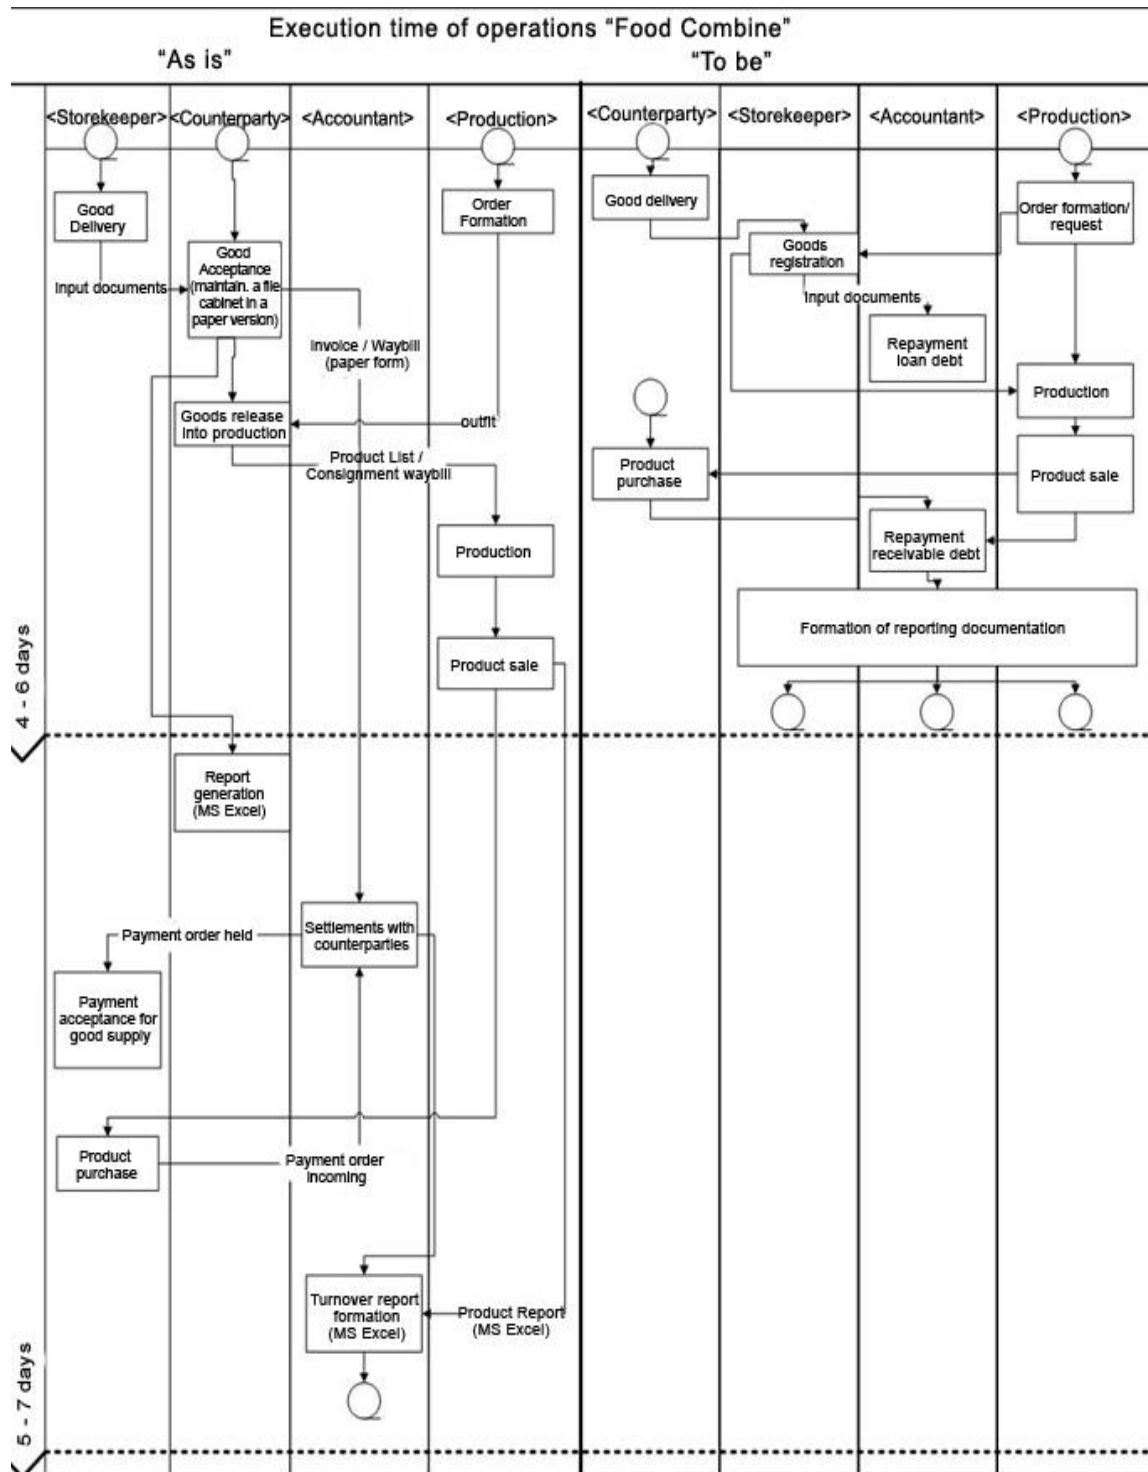 Execution time of operations “Food Combine”
“As is”
“To be”
<Storekeeper>
<Counterparty>
<Accountant>
<Production>
<Counterparty>
<Storekeeper>
<Accountant>
<Production>
Good
Delivery
Input documents
Good
Acceptance
(maintain. a file
cabinet in a
paper version)
Invoice / Waybill
(paper form)
Order
Formation
Goods release
into production
outfit
Product List /
Consignment waybill
Production
Product sale
4 - 6 days
Report
generation
(MS Excel)
Settlements with
counterparties
Payment order held
Payment
acceptance for
good supply
Product
purchase
Payment order
incoming
Turnover report
formation
(MS Excel)
Product Report
(MS Excel)
5 - 7 days
Good delivery
Goods
registration
Order formation/
request
Input documents
Repayment
loan debt
Production
Product
purchase
Product sale
Repayment
receivable debt
Formation of reporting documentation